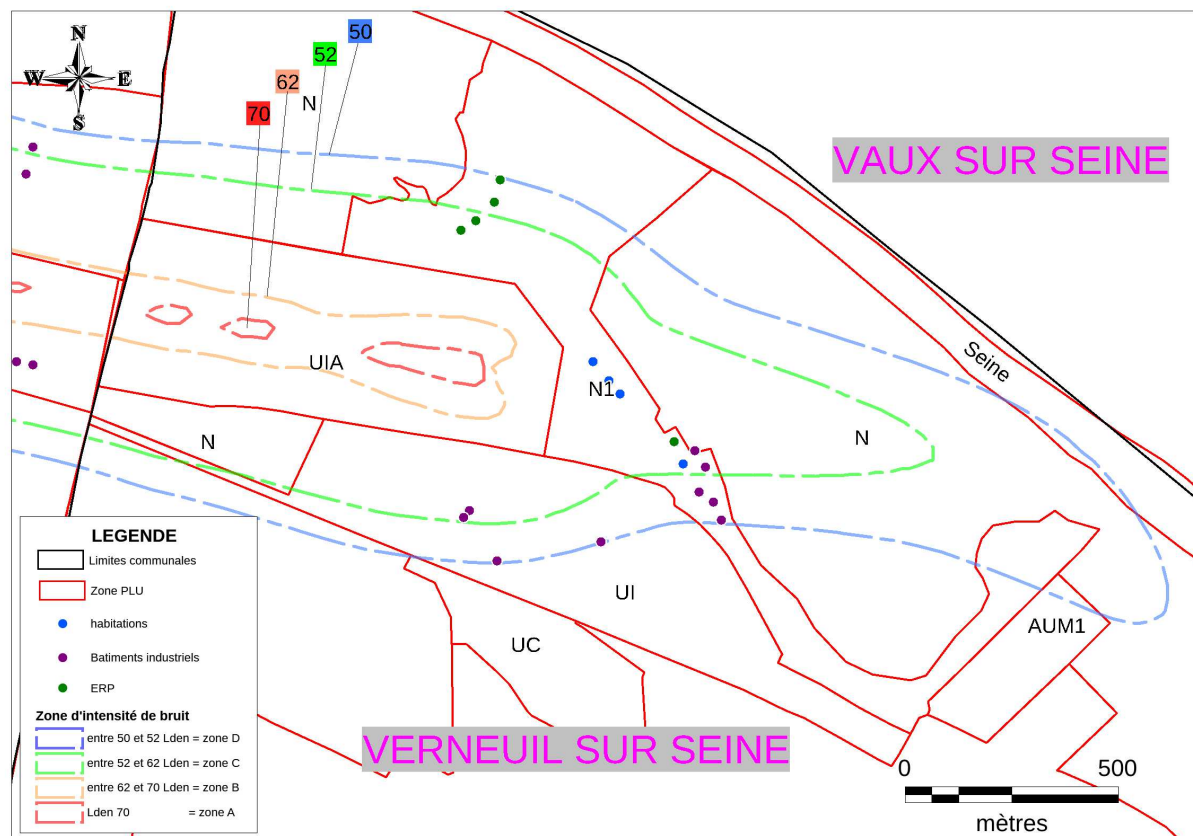 N
W E
S
50
52
62
N
70
VAUX SUR SEINE
Seine
UIA
N1
N
N
UI
UC
AUM1
VERNEUIL SUR SEINE
LEGENDE
Limites communales
Zone PLU
habitations
Batiments industriels
ERP
Zone d'intensité de bruit
entre 50 et 52 Lden = zone D
entre 52 et 62 Lden = zone C
entre 62 et 70 Lden = zone B
Lden 70 = zone A
0 500
mètres